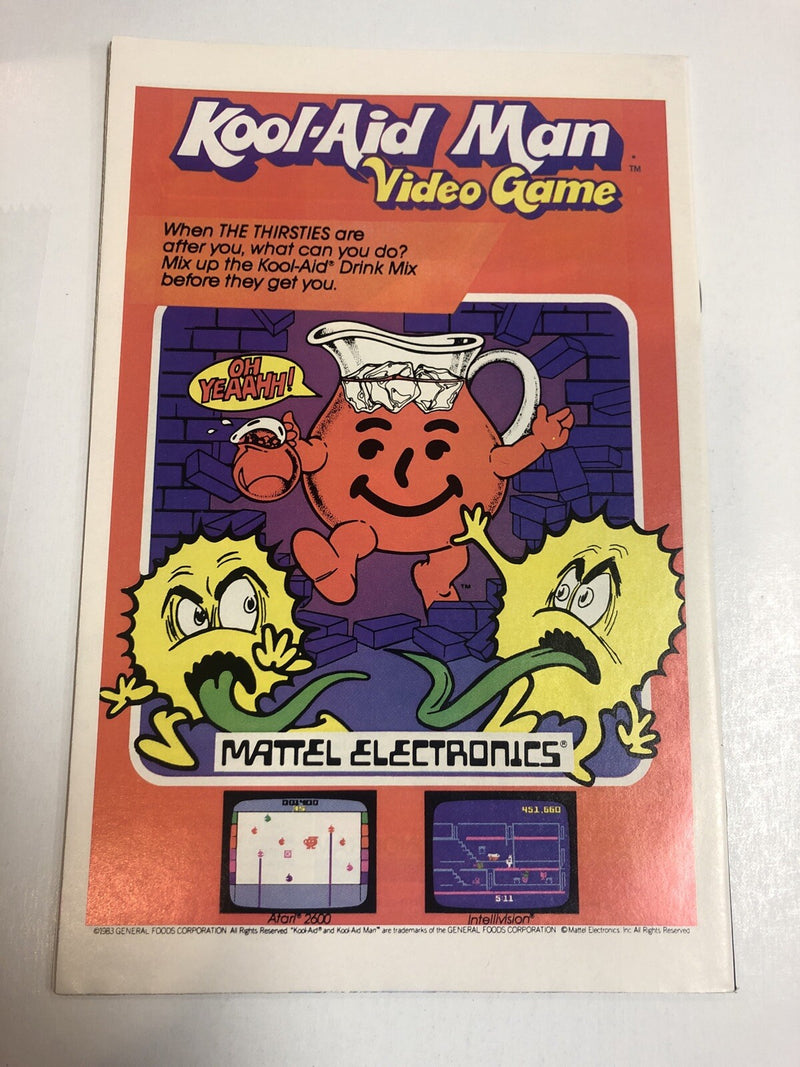 Kool-Aid Man
TM
Video Game
When THE THIRSTIES are
after you, what can you do?
Mix up the Kool-Aid® Drink Mix
before they get you.
OH
YEAAHH!
TM
MATTEL ELECTRONICS®
001400
451,660
5:11
Atari® 2600
Intellivision®
©1983 GENERAL FOODS CORPORATION All Rights Reserved "Kool-Aid® and Kool-Aid Man" are trademarks of the GENERAL FOODS CORPORATION ©Mattel Electronics Inc All Rights Reserved